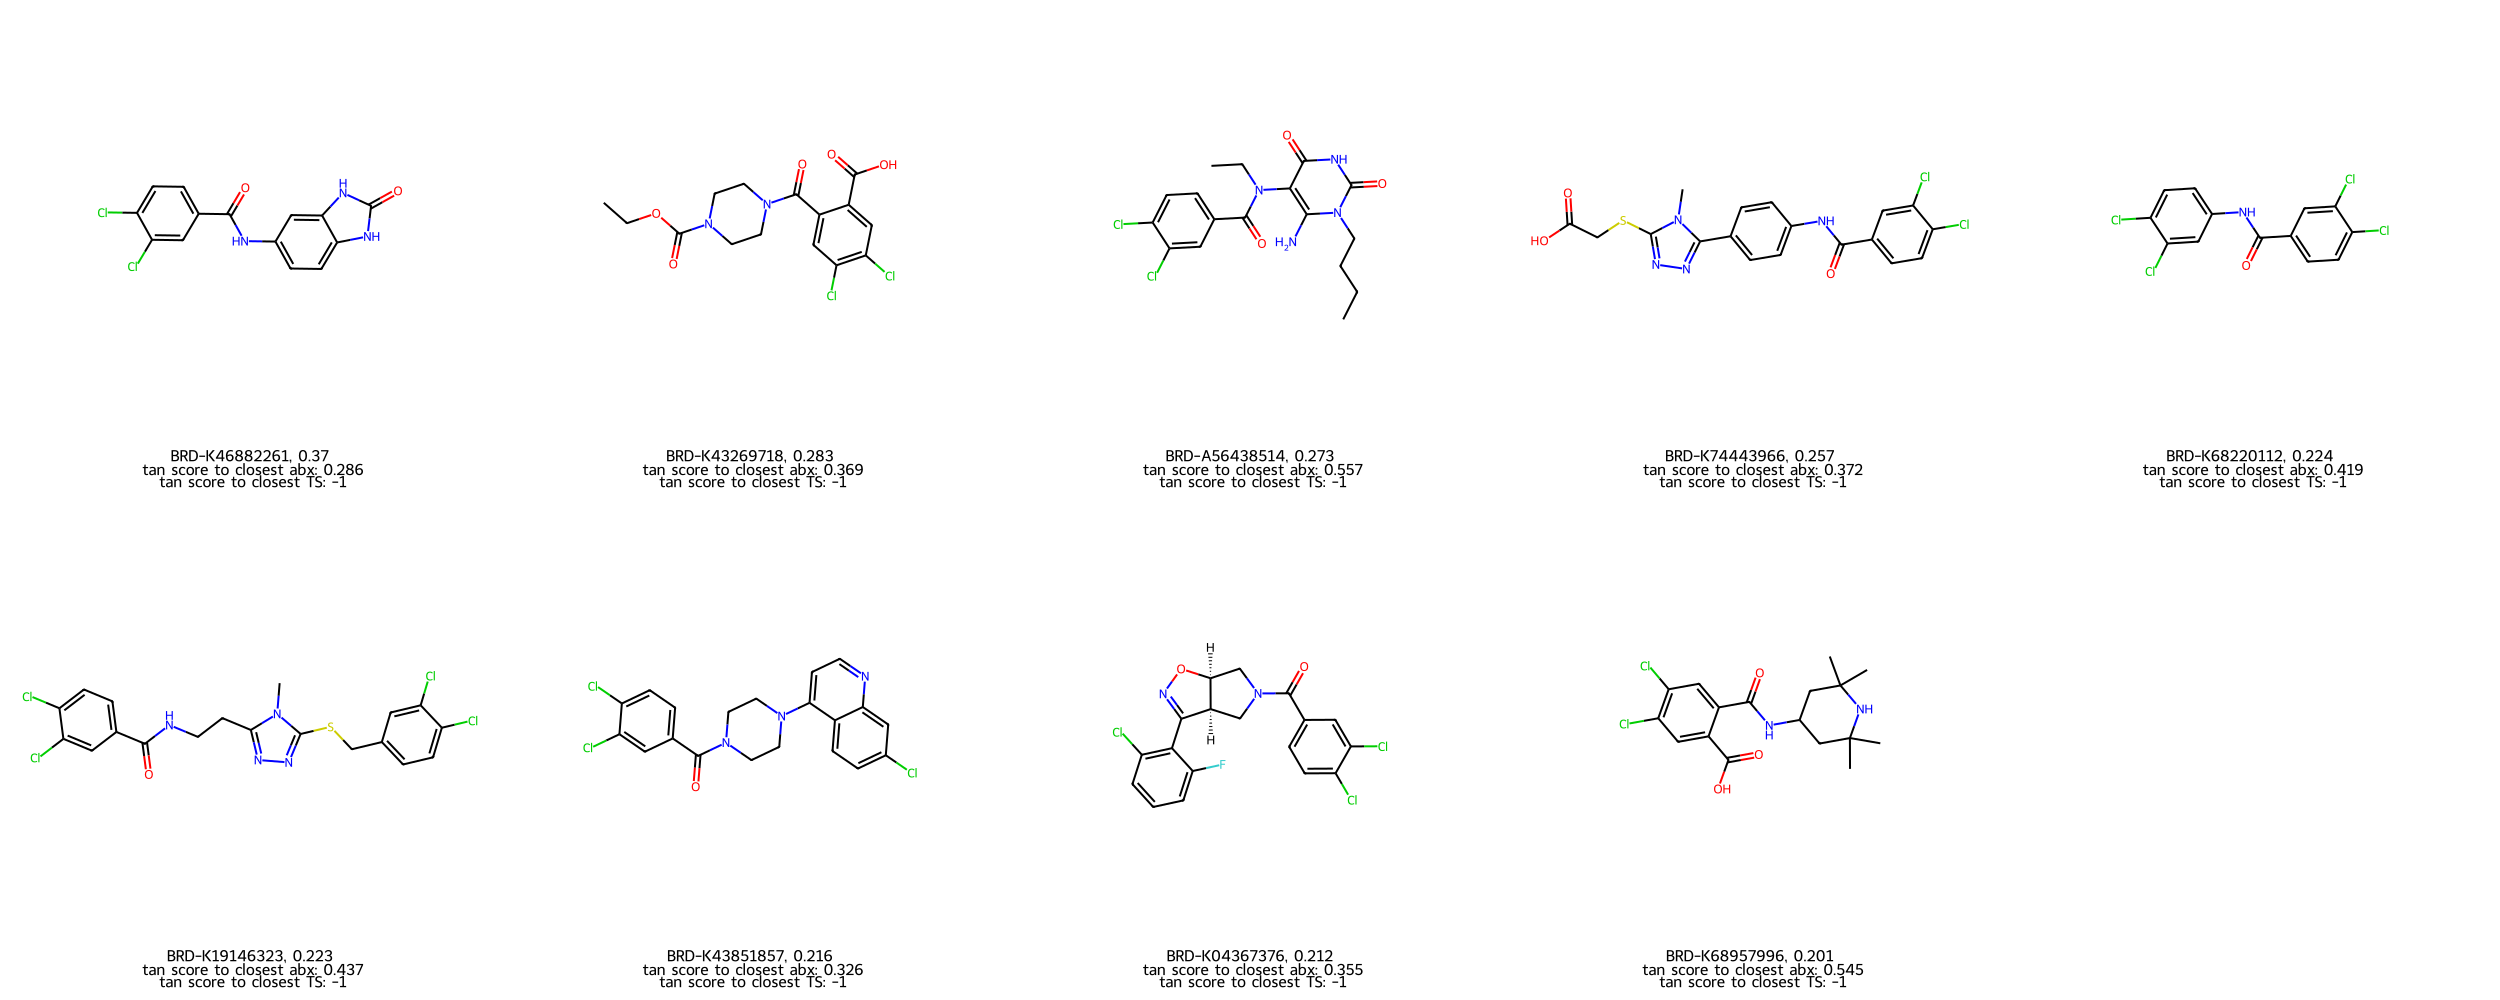 BRD-K46882261, 0.37
tan score to closest abx: 0.286
tan score to closest TS: -1
BRD-K43269718, 0.283
tan score to closest abx: 0.369
tan score to closest TS: -1
BRD-A56438514, 0.273
tan score to closest abx: 0.557
tan score to closest TS: -1
BRD-K74443966, 0.257
tan score to closest abx: 0.372
tan score to closest TS: -1
BRD-K68220112, 0.224
tan score to closest abx: 0.419
tan score to closest TS: -1
BRD-K19146323, 0.223
tan score to closest abx: 0.437
tan score to closest TS: -1
BRD-K43851857, 0.216
tan score to closest abx: 0.326
tan score to closest TS: -1
BRD-K04367376, 0.212
tan score to closest abx: 0.355
tan score to closest TS: -1
BRD-K68957996, 0.201
tan score to closest abx: 0.545
tan score to closest TS: -1